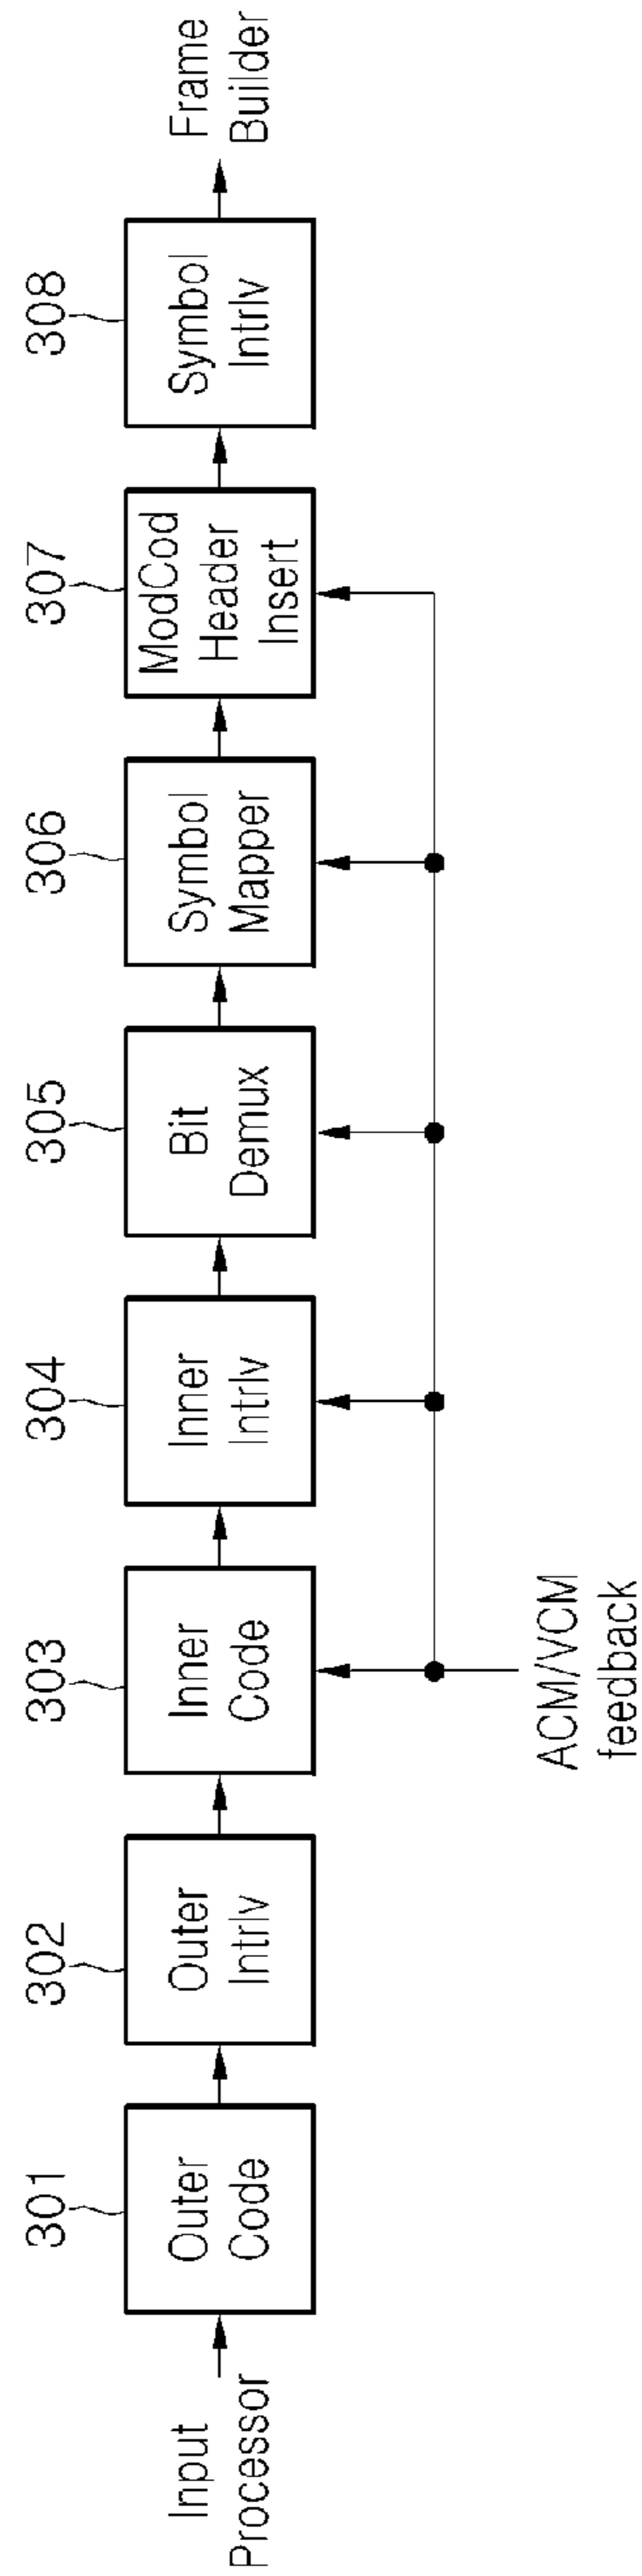 301
302
303
304
305
306
307
308
Input
Processor
Outer
Code
Outer
Intrlv
Inner
Code
Inner
Intrlv
Bit
Demux
Symbol
Mapper
ModCod
Header
Insert
Symbol
Intrlv
Frame
Builder
ACM/VCM
feedback